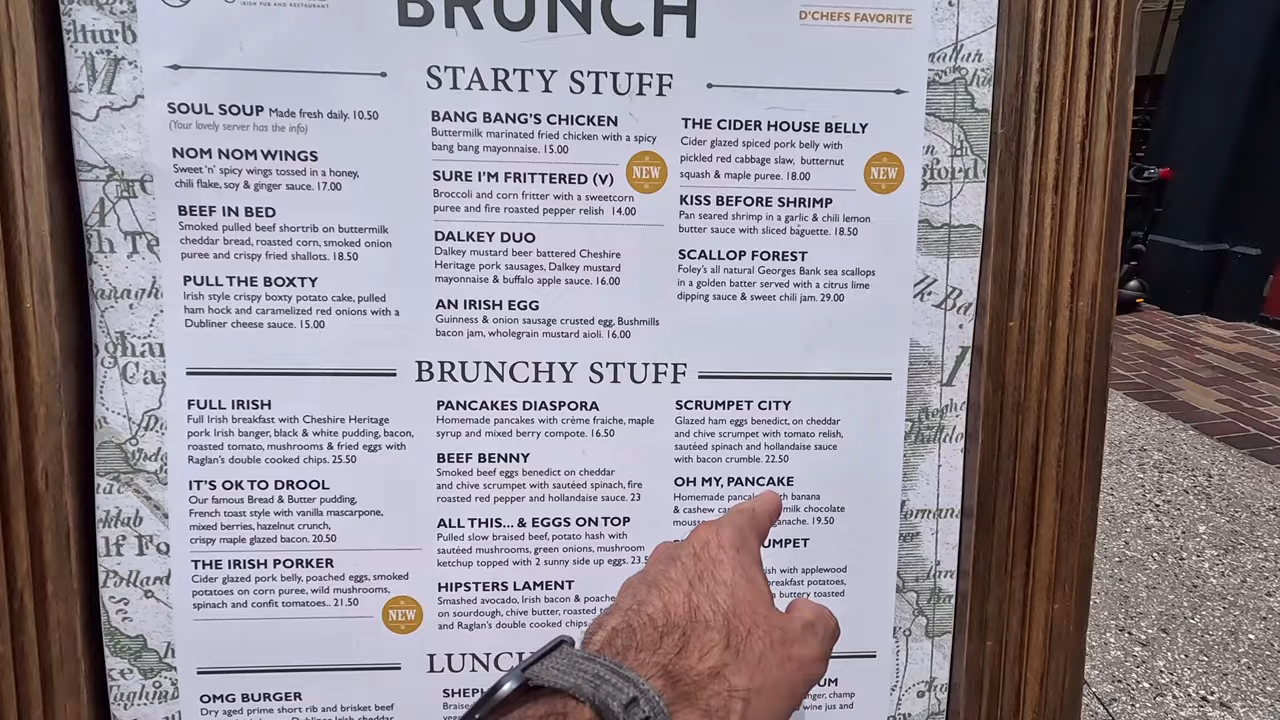 IRISH PUB AND RESTAURANT
BRUNCH
D'CHEFS FAVORITE
STARTY STUFF
SOUL SOUP Made fresh daily. 10.50
(Your lovely server has the info)
NOM NOM WINGS
Sweet 'n' spicy wings tossed in a honey,
chili flake, soy & ginger sauce. 17.00
BEEF IN BED
Smoked pulled beef shortrib on buttermilk
cheddar bread, roasted corn, smoked onion
puree and crispy fried shallots. 18.50
PULL THE BOXTY
Irish style crispy boxty potato cake, pulled
ham hock and caramelized red onions with a
Dubliner cheese sauce. 15.00
BANG BANG'S CHICKEN
Buttermilk marinated fried chicken with a spicy
bang bang mayonnaise. 15.00
NEW
SURE I'M FRITTERED (V)
Broccoli and corn fritter with a sweetcorn
puree and fire roasted pepper relish 14.00
DALKEY DUO
Dalkey mustard beer battered Cheshire
Heritage pork sausages, Dalkey mustard
mayonnaise & buffalo apple sauce. 16.00
AN IRISH EGG
Guinness & onion sausage crusted egg, Bushmills
bacon jam, wholegrain mustard aioli. 16.00
THE CIDER HOUSE BELLY
Cider glazed spiced pork belly with
pickled red cabbage slaw, butternut
squash & maple puree. 18.00
NEW
KISS BEFORE SHRIMP
Pan seared shrimp in a garlic & chili lemon
butter sauce with sliced baguette. 18.50
SCALLOP FOREST
Foley's all natural Georges Bank sea scallops
in a golden batter served with a citrus lime
dipping sauce & sweet chili jam. 29.00
BRUNCHY STUFF
FULL IRISH
Full Irish breakfast with Cheshire Heritage
pork Irish banger, black & white pudding, bacon,
roasted tomato, mushrooms & fried eggs with
Raglan's double cooked chips. 25.50
IT'S OK TO DROOL
Our famous Bread & Butter pudding,
French toast style with vanilla mascarpone,
mixed berries, hazelnut crunch,
crispy maple glazed bacon. 20.50
THE IRISH PORKER
Cider glazed pork belly, poached eggs, smoked
potatoes on corn puree, wild mushrooms,
spinach and confit tomatoes.. 21.50
NEW
PANCAKES DIASPORA
Homemade pancakes with crème fraiche, maple
syrup and mixed berry compote. 16.50
BEEF BENNY
Smoked beef eggs benedict on cheddar
and chive scrumpet with sautéed spinach, fire
roasted red pepper and hollandaise sauce. 23
ALL THIS... & EGGS ON TOP
Pulled slow braised beef, potato hash with
sautéed mushrooms, green onions, mushroom
ketchup topped with 2 sunny side up eggs. 23.5
HIPSTERS LAMENT
Smashed avocado, Irish bacon & poache
on sourdough, chive butter, roasted
and Raglan's double cooked chips
SCRUMPET CITY
Glazed ham eggs benedict, on cheddar
and chive scrumpet with tomato relish,
sautéed spinach and hollandaise sauce
with bacon crumble. 22.50
OH MY, PANCAKE
Homemade banana
& cashew milk chocolate
ganache. 19.50
UMPET
with applewood
breakfast potatoes,
buttery toasted
LUNC
OMG BURGER
Dry aged prime short rib and brisket beef
Dubliner Irish cheddar
SHEP
Braise
UM
champ
wine jus and